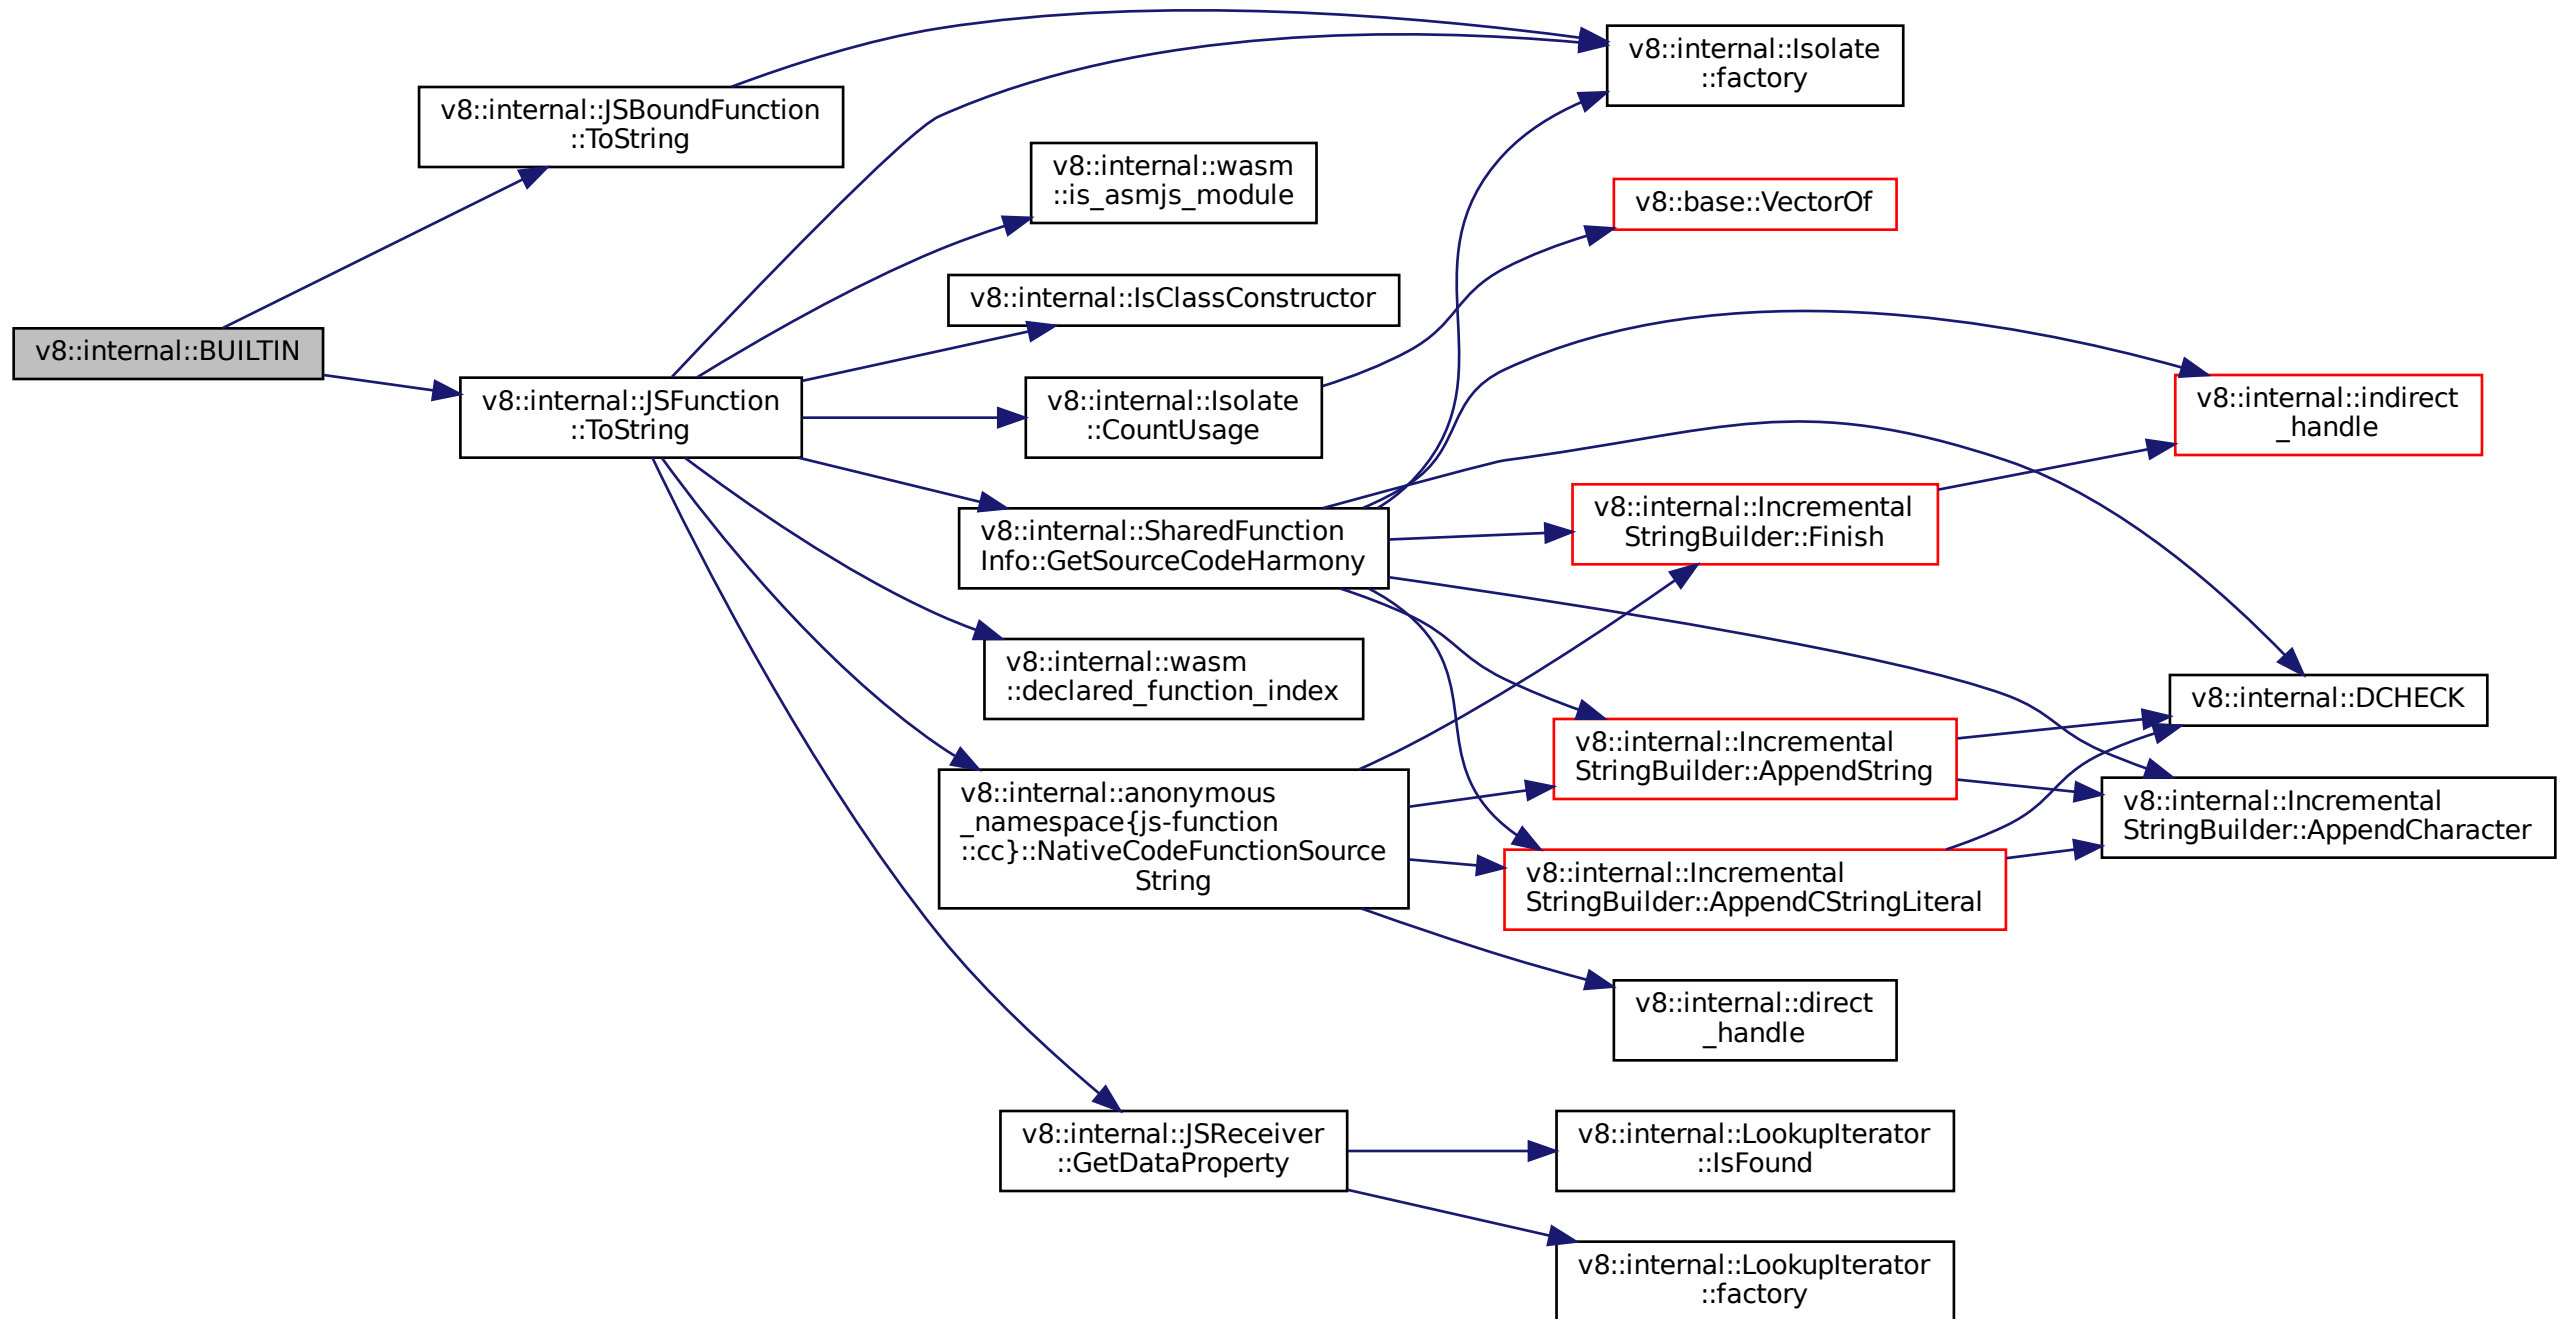 v8::internal::BUILTIN
v8::internal::JSBoundFunction
::ToString
v8::internal::JSFunction
::ToString
v8::internal::Isolate
::factory
v8::internal::wasm
::is_asmjs_module
v8::internal::IsClassConstructor
v8::internal::Isolate
::CountUsage
v8::base::VectorOf
v8::internal::SharedFunction
Info::GetSourceCodeHarmony
v8::internal::indirect
_handle
v8::internal::Incremental
StringBuilder::Finish
v8::internal::wasm
::declared_function_index
v8::internal::DCHECK
v8::internal::Incremental
StringBuilder::AppendString
v8::internal::anonymous
_namespace{js-function
::cc}::NativeCodeFunctionSource
String
v8::internal::Incremental
StringBuilder::AppendCharacter
v8::internal::Incremental
StringBuilder::AppendCStringLiteral
v8::internal::direct
_handle
v8::internal::JSReceiver
::GetDataProperty
v8::internal::LookupIterator
::IsFound
v8::internal::LookupIterator
::factory